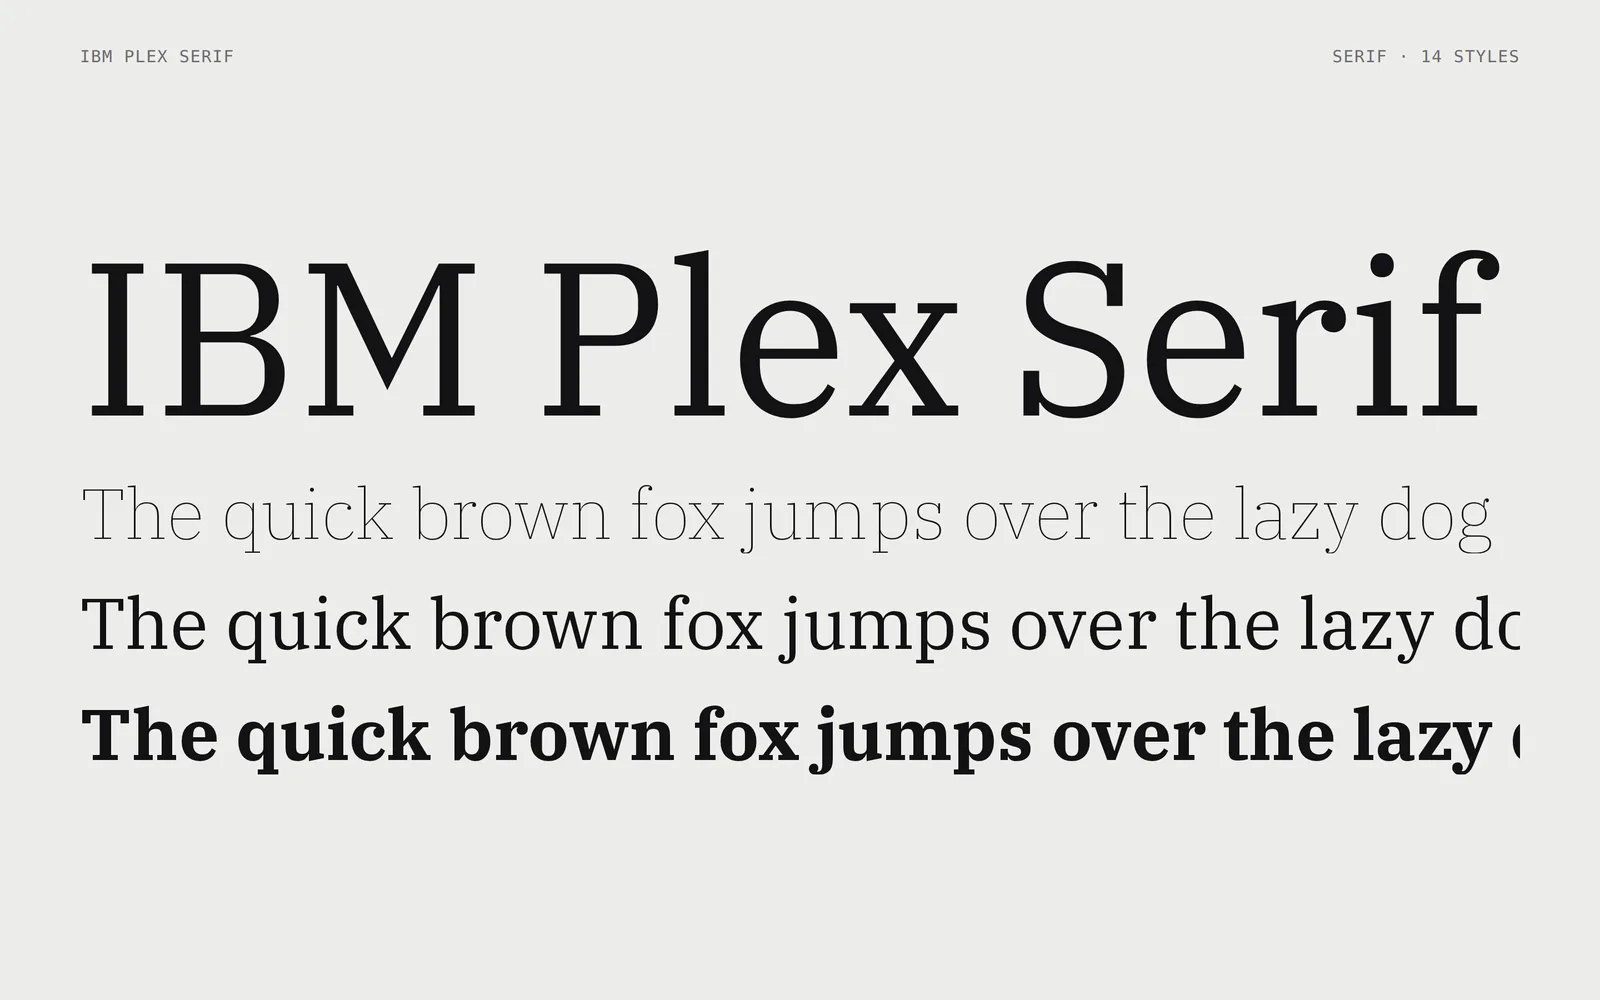 IBM PLEX SERIF
SERIF · 14 STYLES
IBM Plex Serif
The quick brown fox jumps over the lazy dog
The quick brown fox jumps over the lazy do
The quick brown fox jumps over the lazy